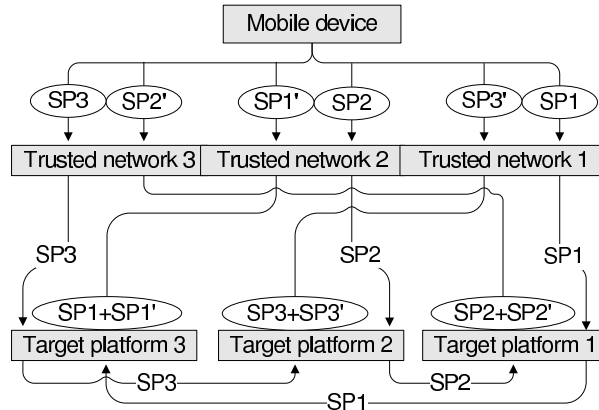 Mobile device
SP3 SP2' SP1' SP2 SP3' SP1
Trusted network 3 Trusted network 2 Trusted network 1
SP3 SP2 SP1
SP1+SP1' SP3+SP3' SP2+SP2'
Target platform 3 Target platform 2 Target platform 1
SP3 SP2
SP1